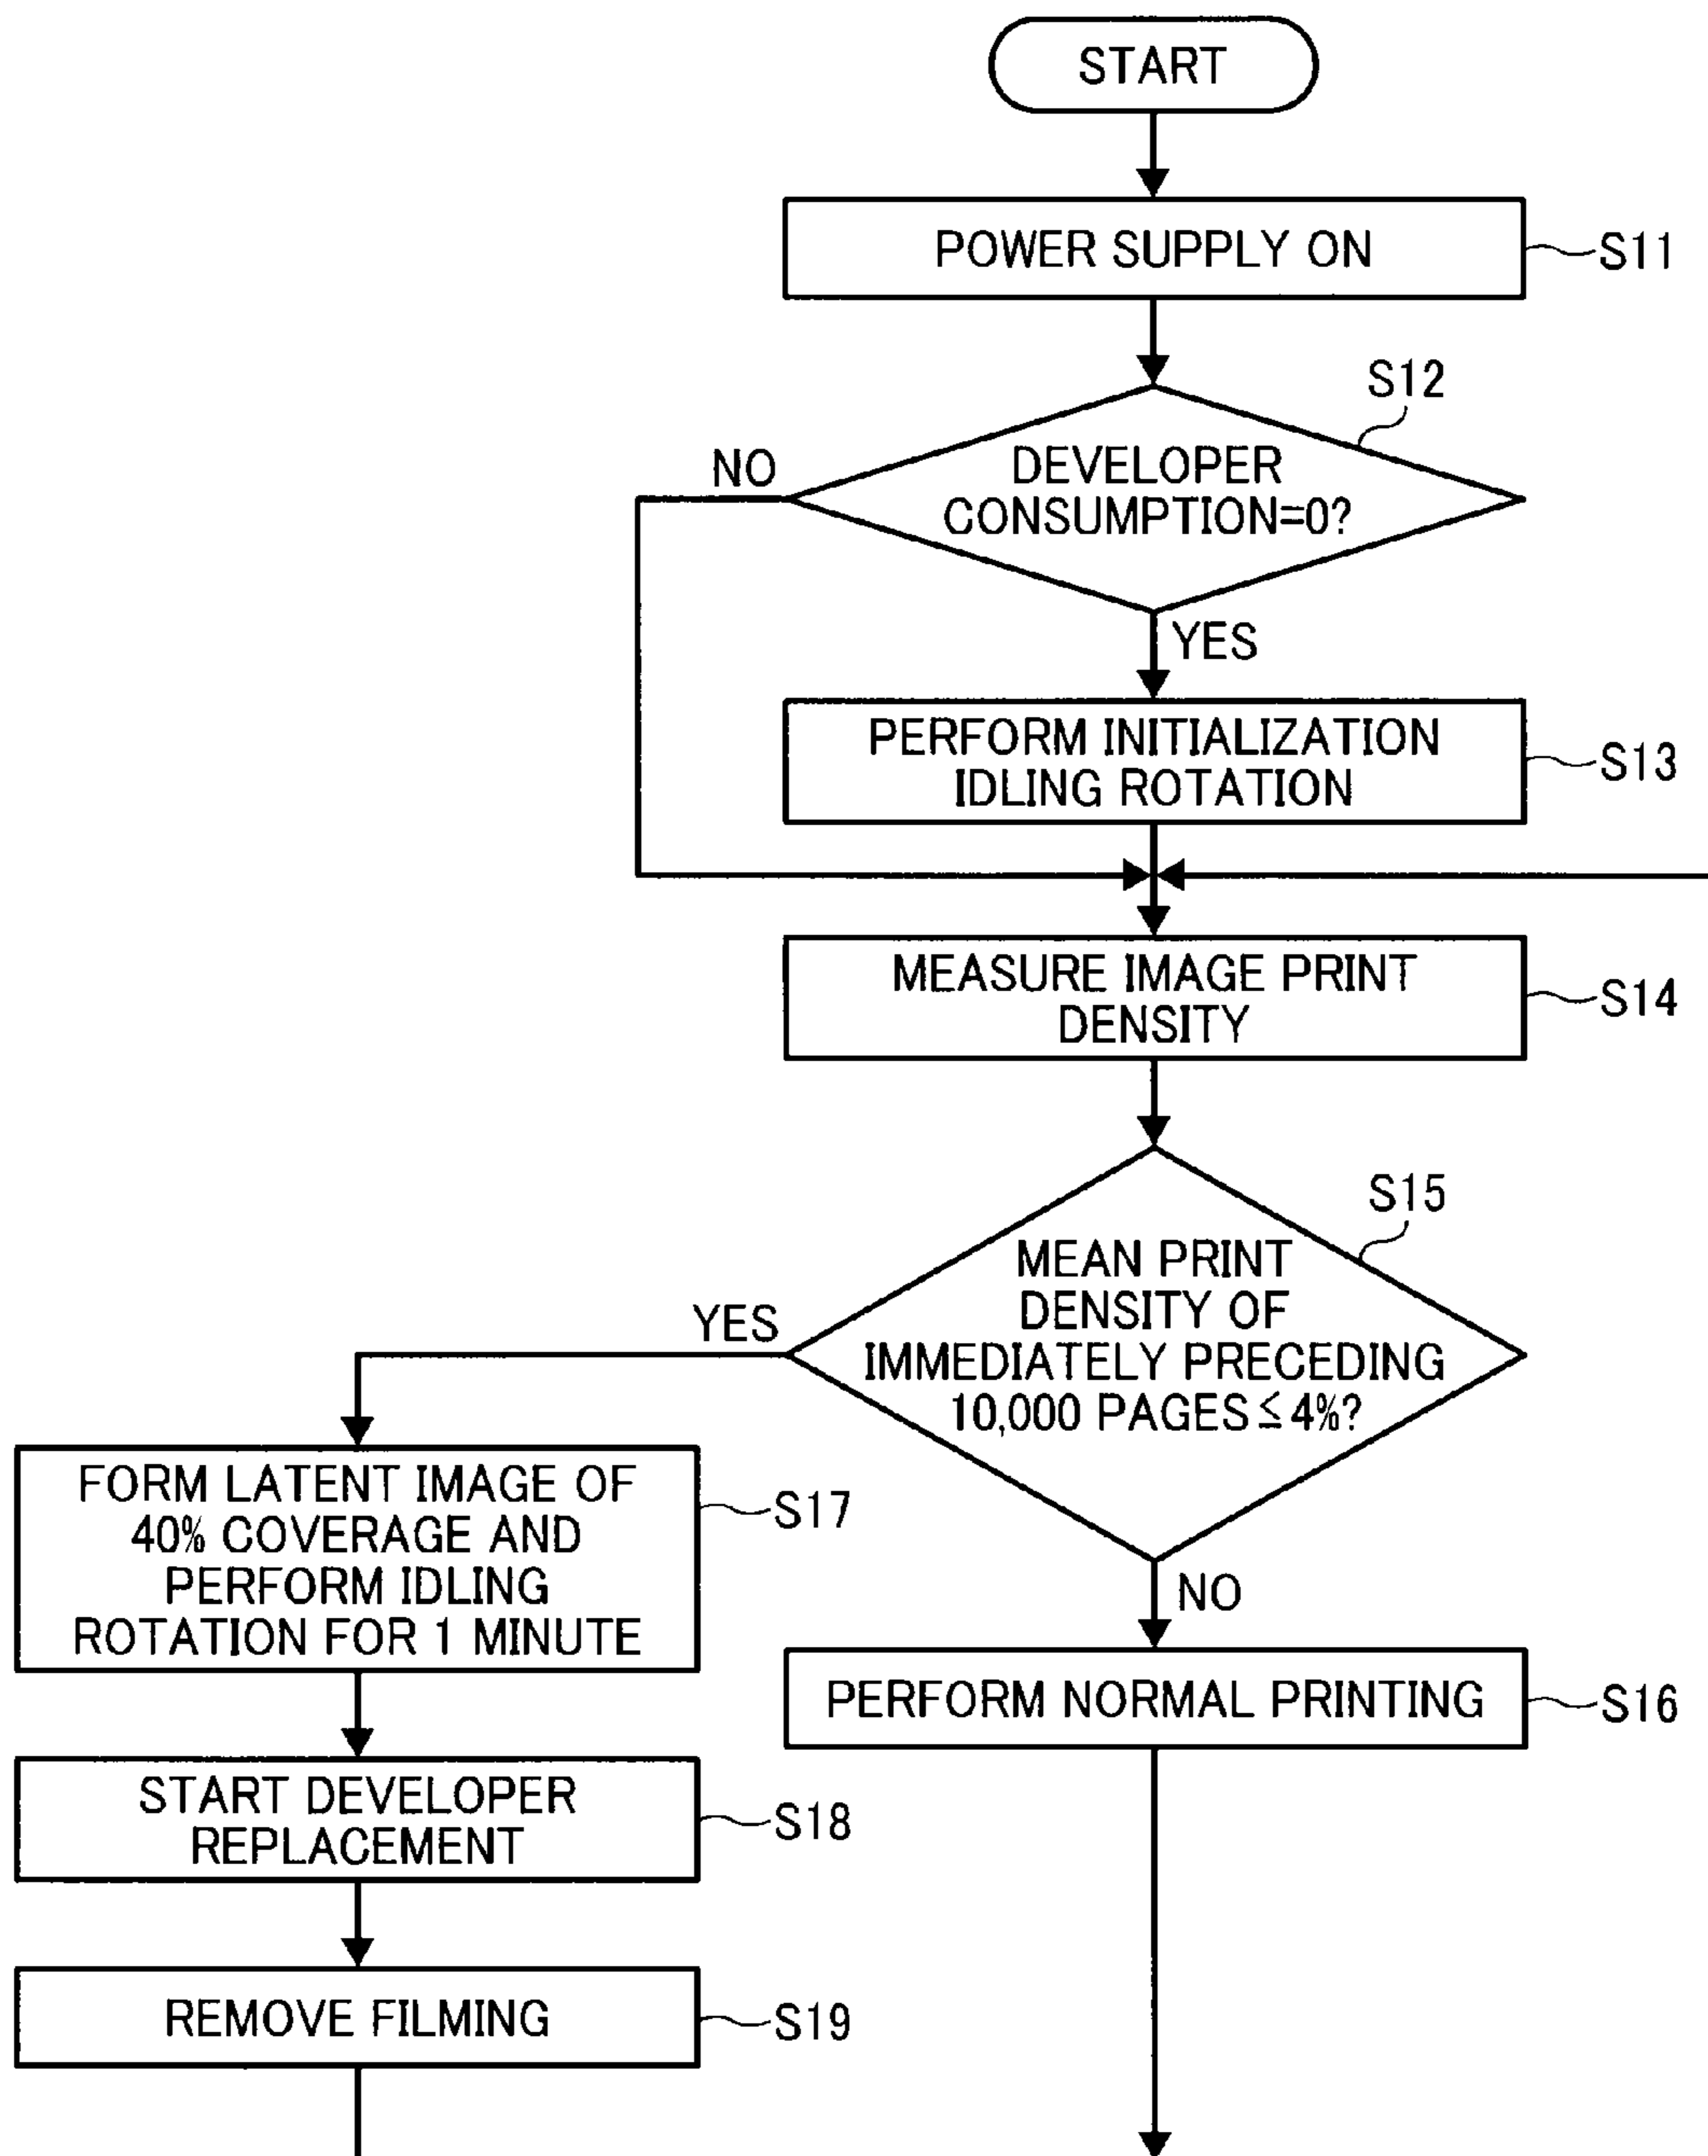 START
POWER SUPPLY ON
S11
S12
DEVELOPER
CONSUMPTION=0?
NO
YES
PERFORM INITIALIZATION
IDLING ROTATION
S13
MEASURE IMAGE PRINT
DENSITY
S14
S15
MEAN PRINT
DENSITY OF
IMMEDIATELY PRECEDING
10,000 PAGES≦4%?
YES
NO
FORM LATENT IMAGE OF
40% COVERAGE AND
PERFORM IDLING
ROTATION FOR 1 MINUTE
S17
PERFORM NORMAL PRINTING
S16
START DEVELOPER
REPLACEMENT
S18
REMOVE FILMING
S19